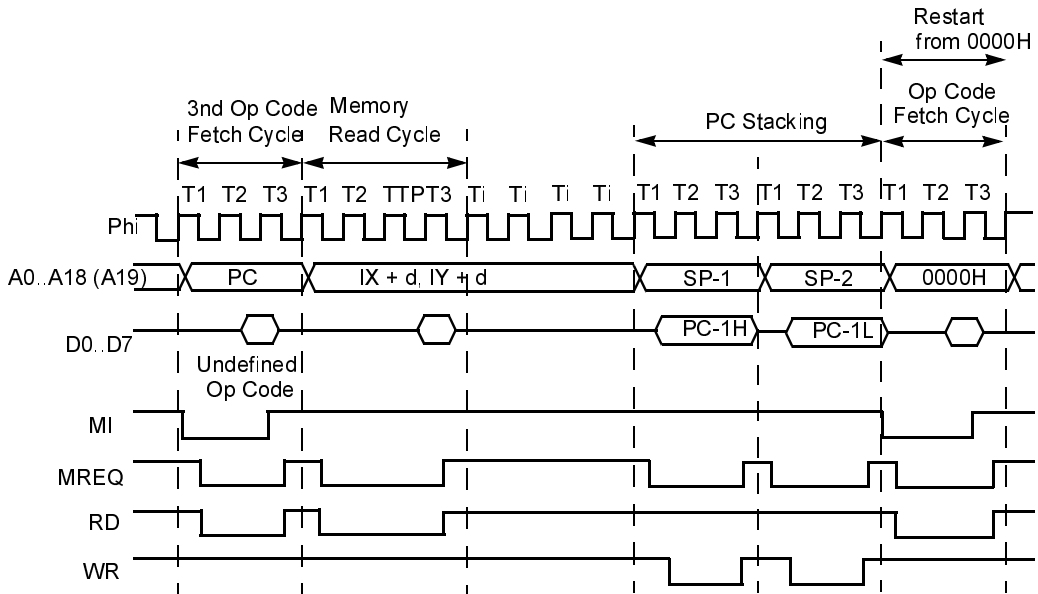 Restart
from 0000H
3nd Op Code
Fetch Cycle
Memory
Read Cycle
PC Stacking
Op Code
Fetch Cycle
T1 T2 T3 T1 T2 TTPT3 Ti Ti Ti Ti T1 T2 T3 T1 T2 T3 T1 T2 T3
Phi
A0..A18 (A19) PC IX + d, IY + d SP-1 SP-2 0000H
D0..D7 PC-1H PC-1L
Undefined
Op Code
MI
MREQ
RD
WR